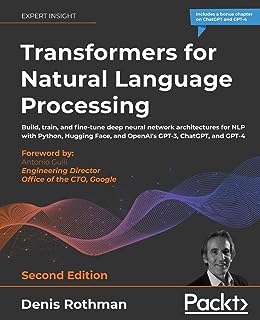 EXPERT INSIGHT
Includes a bonus chapter
on ChatGPT and GPT-4
Transformers for
Natural Language
Processing
Build, train, and fine-tune deep neural network architectures for NLP
with Python, Hugging Face, and OpenAI's GPT-3, ChatGPT, and GPT-4
Foreword by:
Antonio Gulli
Engineering Director
Office of the CTO, Google
Second Edition
Denis Rothman
Packt>